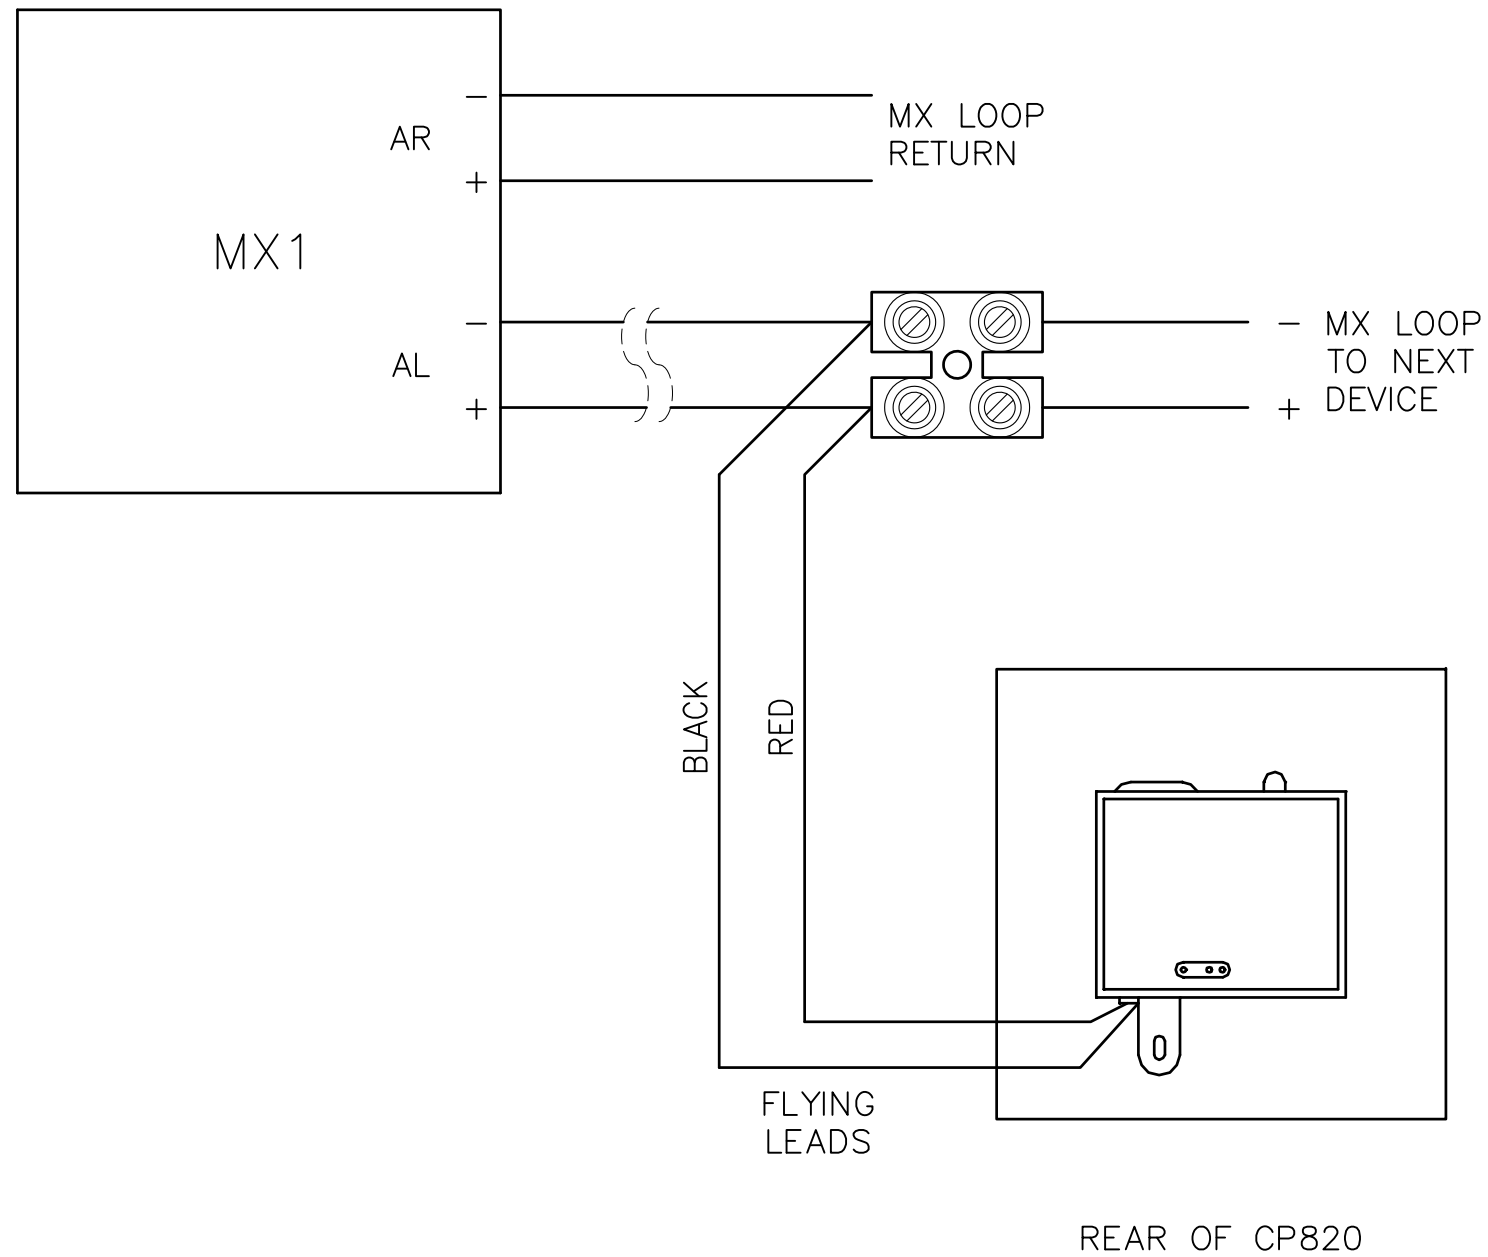 −
AR
+
MX LOOP
RETURN
MX1
−
AL
+
− MX LOOP
TO NEXT
+ DEVICE
BLACK
RED
FLYING
LEADS
REAR OF CP820